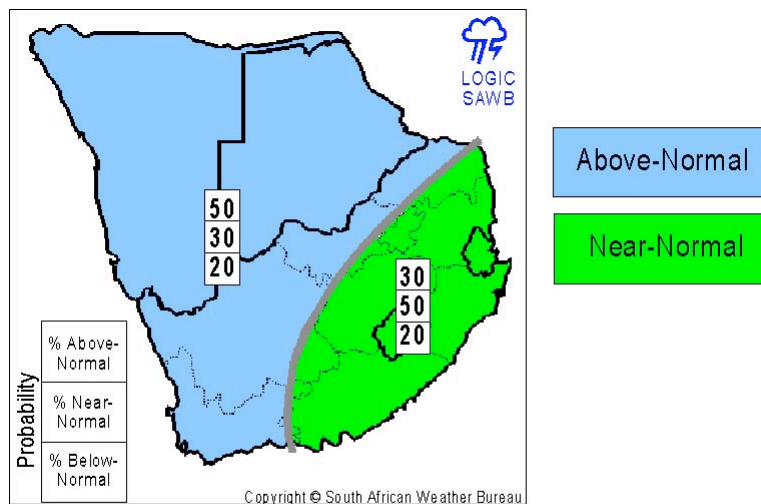 LOGIC
SAWB
50
30
20
30
50
20
Probability
% Above-
Normal
% Near-
Normal
% Below-
Normal
Copyright © South African Weather Bureau
Above-Normal
Near-Normal